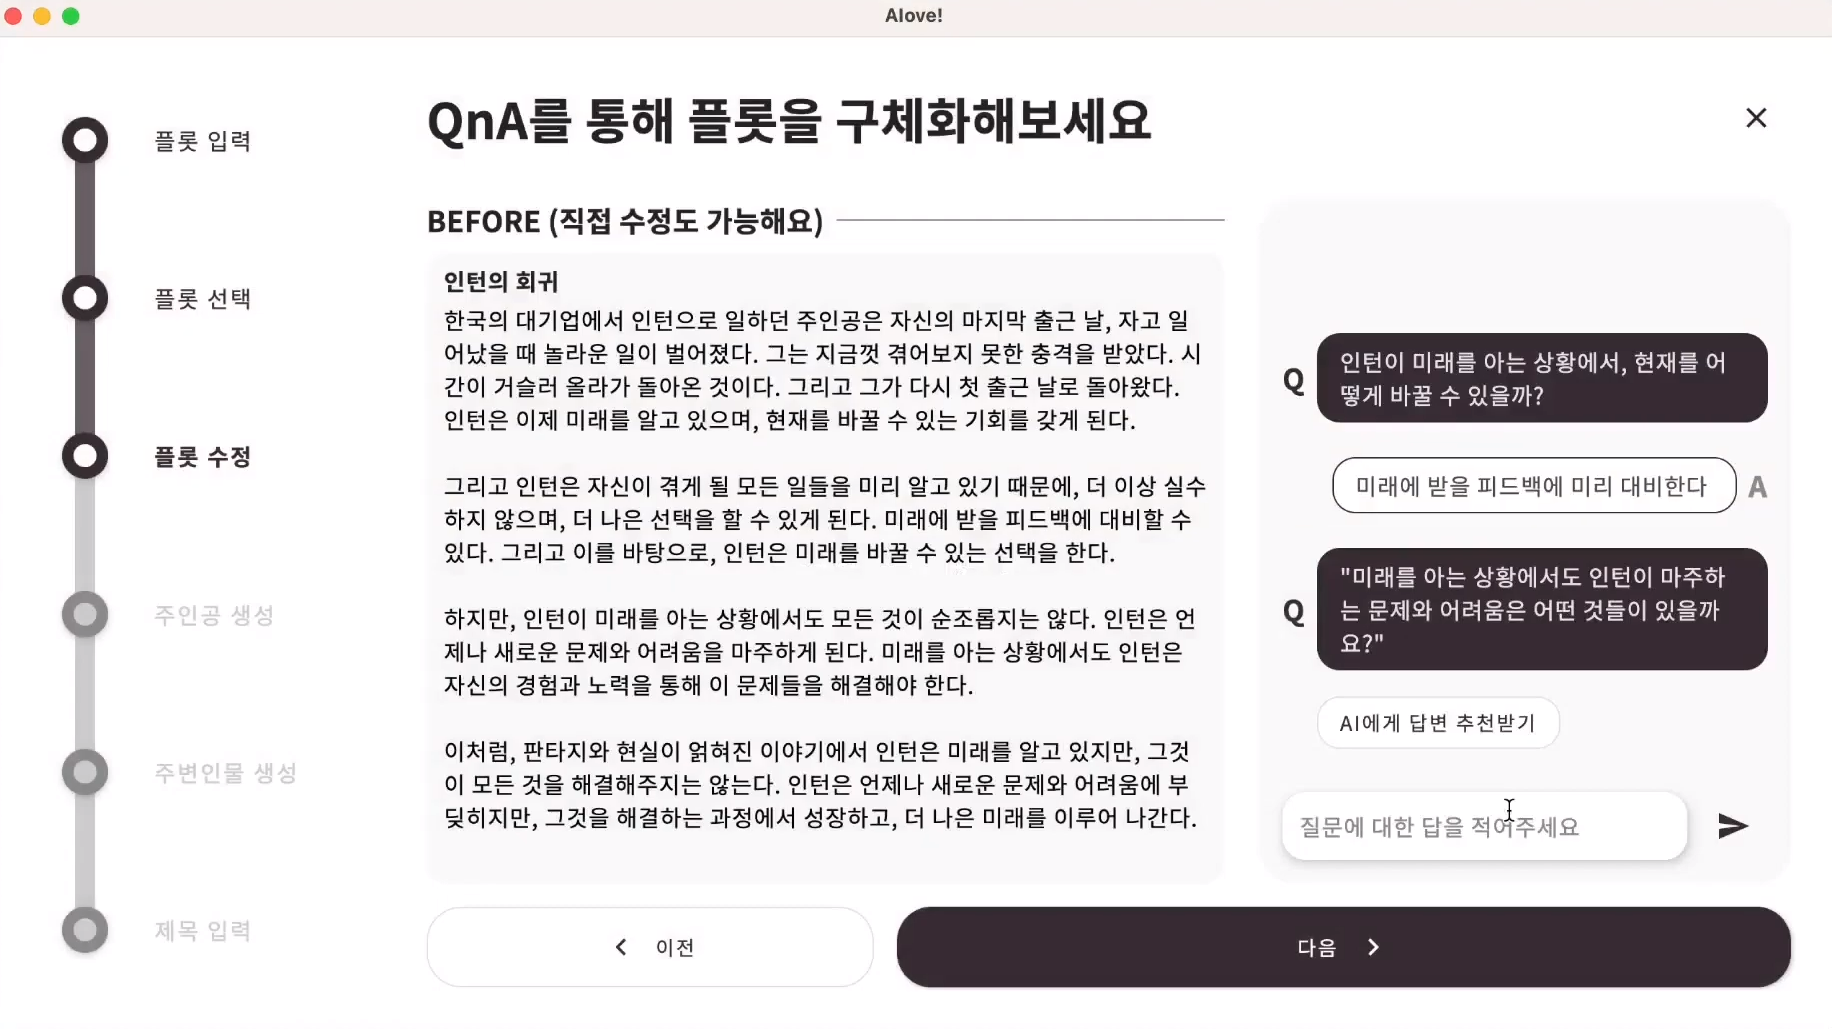 Alove!
플롯 입력
플롯 선택
플롯 수정
주인공 생성
주변인물 생성
제목 입력
QnA를 통해 플롯을 구체화해보세요
BEFORE (직접 수정도 가능해요)
인턴의 회귀
한국의 대기업에서 인턴으로 일하던 주인공은 자신의 마지막 출근 날, 자고 일
어났을 때 놀라운 일이 벌어졌다. 그는 지금껏 겪어보지 못한 충격을 받았다. 시
간이 거슬러 올라가 돌아온 것이다. 그리고 그가 다시 첫 출근 날로 돌아왔다.
인턴은 이제 미래를 알고 있으며, 현재를 바꿀 수 있는 기회를 갖게 된다.
그리고 인턴은 자신이 겪게 될 모든 일들을 미리 알고 있기 때문에, 더 이상 실수
하지 않으며, 더 나은 선택을 할 수 있게 된다. 미래에 받을 피드백에 대비할 수
있다. 그리고 이를 바탕으로, 인턴은 미래를 바꿀 수 있는 선택을 한다.
하지만, 인턴이 미래를 아는 상황에서도 모든 것이 순조롭지는 않다. 인턴은 언
제나 새로운 문제와 어려움을 마주하게 된다. 미래를 아는 상황에서도 인턴은
자신의 경험과 노력을 통해 이 문제들을 해결해야 한다.
이처럼, 판타지와 현실이 얽혀진 이야기에서 인턴은 미래를 알고 있지만, 그것
이 모든 것을 해결해주지는 않는다. 인턴은 언제나 새로운 문제와 어려움에 부
딪히지만, 그것을 해결하는 과정에서 성장하고, 더 나은 미래를 이루어 나간다.
Q
인턴이 미래를 아는 상황에서, 현재를 어
떻게 바꿀 수 있을까?
미래에 받을 피드백에 미리 대비한다 A
Q
"미래를 아는 상황에서도 인턴이 마주하
는 문제와 어려움은 어떤 것들이 있을까
요?"
AI에게 답변 추천받기
질문에 대한 답을 적어주세요
이전
다음